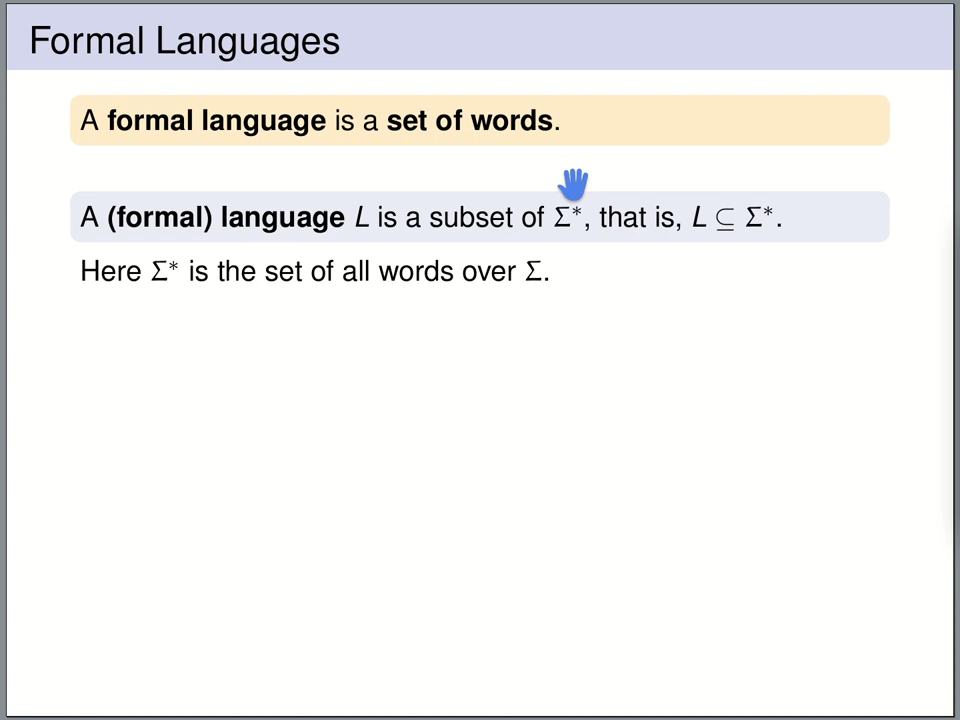 Formal Languages
A formal language is a set of words.
A (formal) language L is a subset of Σ*, that is, L ⊆ Σ*.
Here Σ* is the set of all words over Σ.